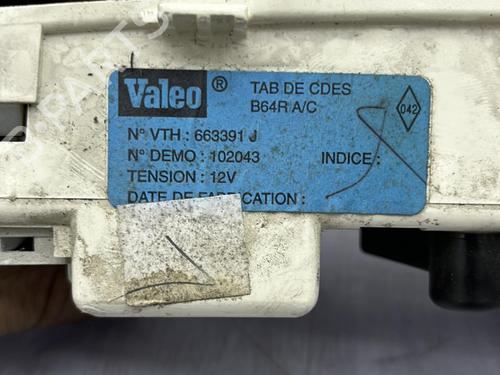 Valeo ®
TAB DE CDES
B64R A/C
042
N° VTH : 663391 J
N° DEMO : 102043
INDICE :
TENSION : 12V
DATE DE FABRICATION :